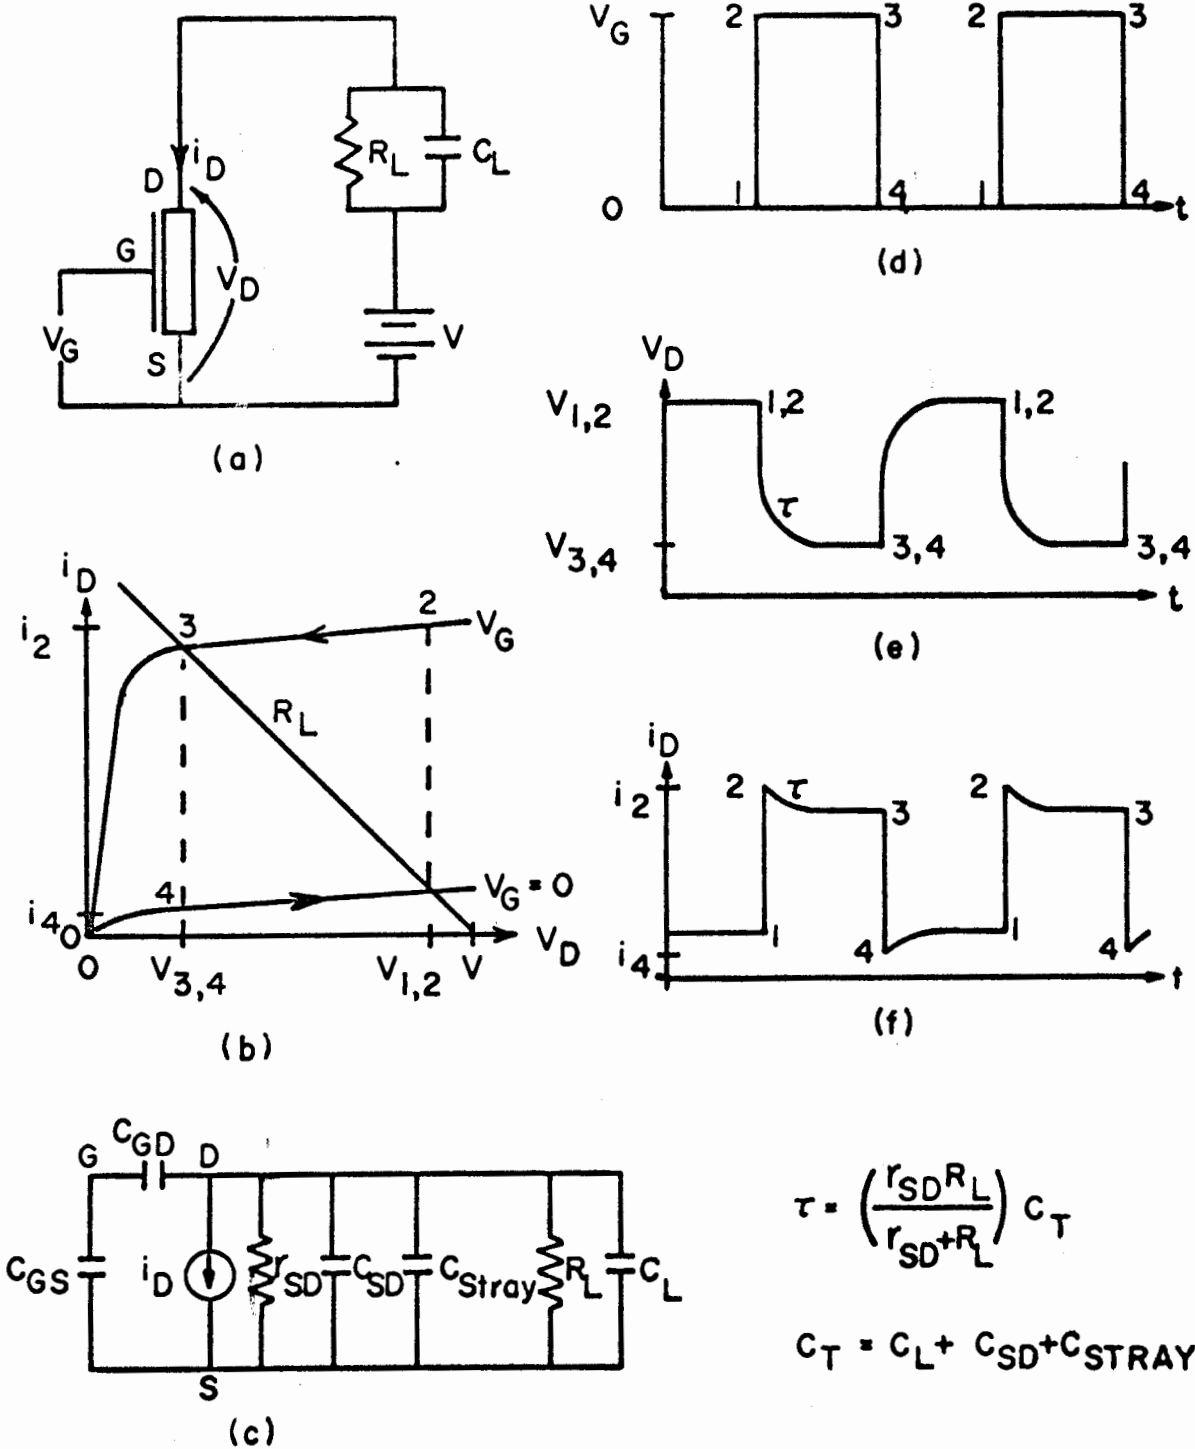 i_D
R_L
C_L
D
G
V_D
V_G
S
V
(a)
V_G
2
3
2
3
0
1
4
1
4
t
(d)
V_D
V_1,2
1,2
1,2
τ
V_3,4
3,4
3,4
t
(e)
i_D
i_2
3
2
V_G
R_L
4
V_G = 0
i_4
0
0
V_3,4
V_1,2
V
V_D
(b)
i_D
i_2
2
τ
3
2
3
1
1
i_4
4
4
t
(f)
C_GD
G
D
C_GS
i_D
r_SD
C_SD
C_Stray
R_L
C_L
S
(c)
τ = (r_SD R_L / r_SD + R_L) C_T
C_T = C_L + C_SD + C_STRAY